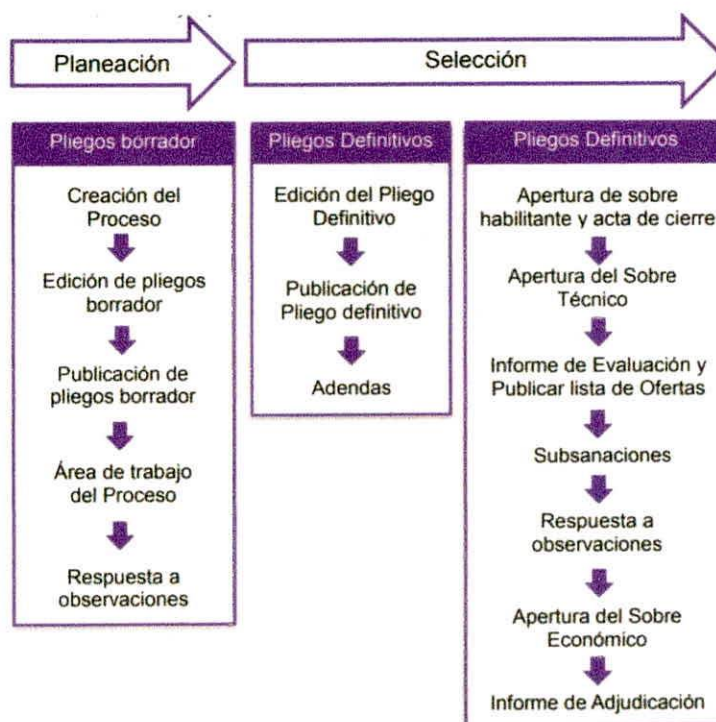 Planeación
Selección
Pliegos borrador
Creación del
Proceso
Edición de pliegos
borrador
Publicación de
pliegos borrador
Área de trabajo
del Proceso
Respuesta a
observaciones
Pliegos Definitivos
Edición del Pliego
Definitivo
Publicación de
Pliego definitivo
Adendas
Pliegos Definitivos
Apertura de sobre
habilitante y acta de cierre
Apertura del Sobre
Técnico
Informe de Evaluación y
Publicar lista de Ofertas
Subsanaciones
Respuesta a
observaciones
Apertura del Sobre
Económico
Informe de Adjudicación